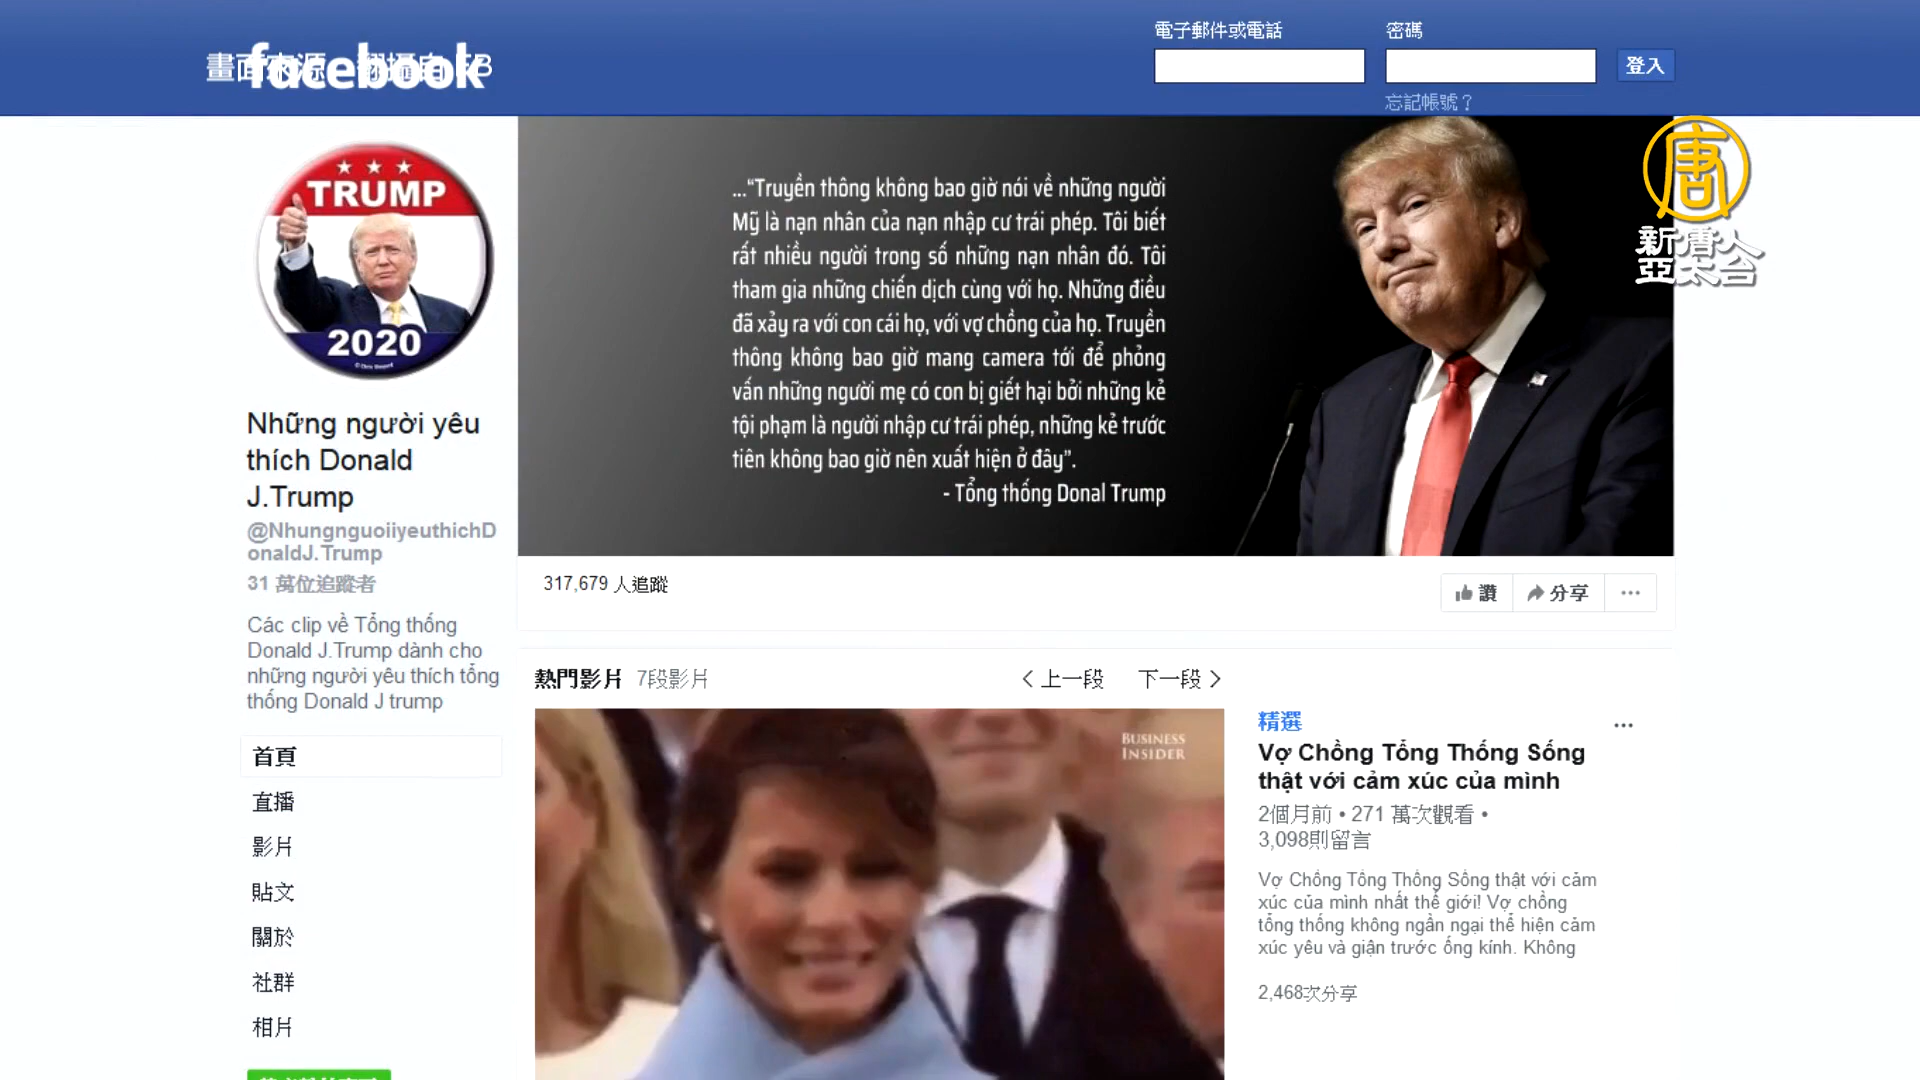 電子郵件或電話
密碼
畫面來源 翻攝自FB
facebook
登入
忘記帳號？
唐
新唐人
亞太台
TRUMP
2020
...“Truyền thông không bao giờ nói về những người
Mỹ là nạn nhân của nạn nhập cư trái phép. Tôi biết
rất nhiều người trong số những nạn nhân đó. Tôi
tham gia những chiến dịch cùng với họ. Những điều
đã xảy ra với con cái họ, với vợ chồng của họ. Truyền
thông không bao giờ mang camera tới để phỏng
vấn những người mẹ có con bị giết hại bởi những kẻ
tội phạm là người nhập cư trái phép, những kẻ trước
tiên không bao giờ nên xuất hiện ở đây”.
- Tổng thống Donal Trump
Những người yêu
thích Donald
J.Trump
@NhungnguoiiyeuthichD
onaldJ.Trump
31 萬位追蹤者
Các clip về Tổng thống
Donald J.Trump dành cho
những người yêu thích tổng
thống Donald J trump
首頁
直播
影片
貼文
關於
社群
相片
317,679 人追蹤
讚
分享
熱門影片 7段影片
上一段 下一段
BUSINESS
INSIDER
精選
Vợ Chồng Tổng Thống Sống
thật với cảm xúc của mình
2個月前 • 271 萬次觀看 •
3,098則留言
Vợ Chồng Tổng Thống Sống thật với cảm
xúc của mình nhất thế giới! Vợ chồng
tổng thống không ngần ngại thể hiện cảm
xúc yêu và giận trước ống kính. Không
2,468次分享